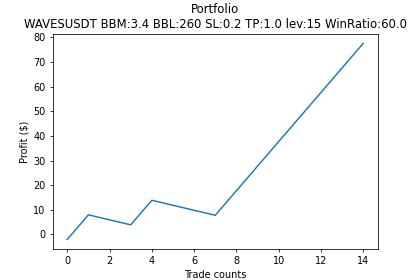 Portfolio
WAVESUSDT BBM:3.4 BBL:260 SL:0.2 TP:1.0 lev:15 WinRatio:60.0
80
70
60
50
40
30
20
10
0
Profit ($)
0 2 4 6 8 10 12 14
Trade counts